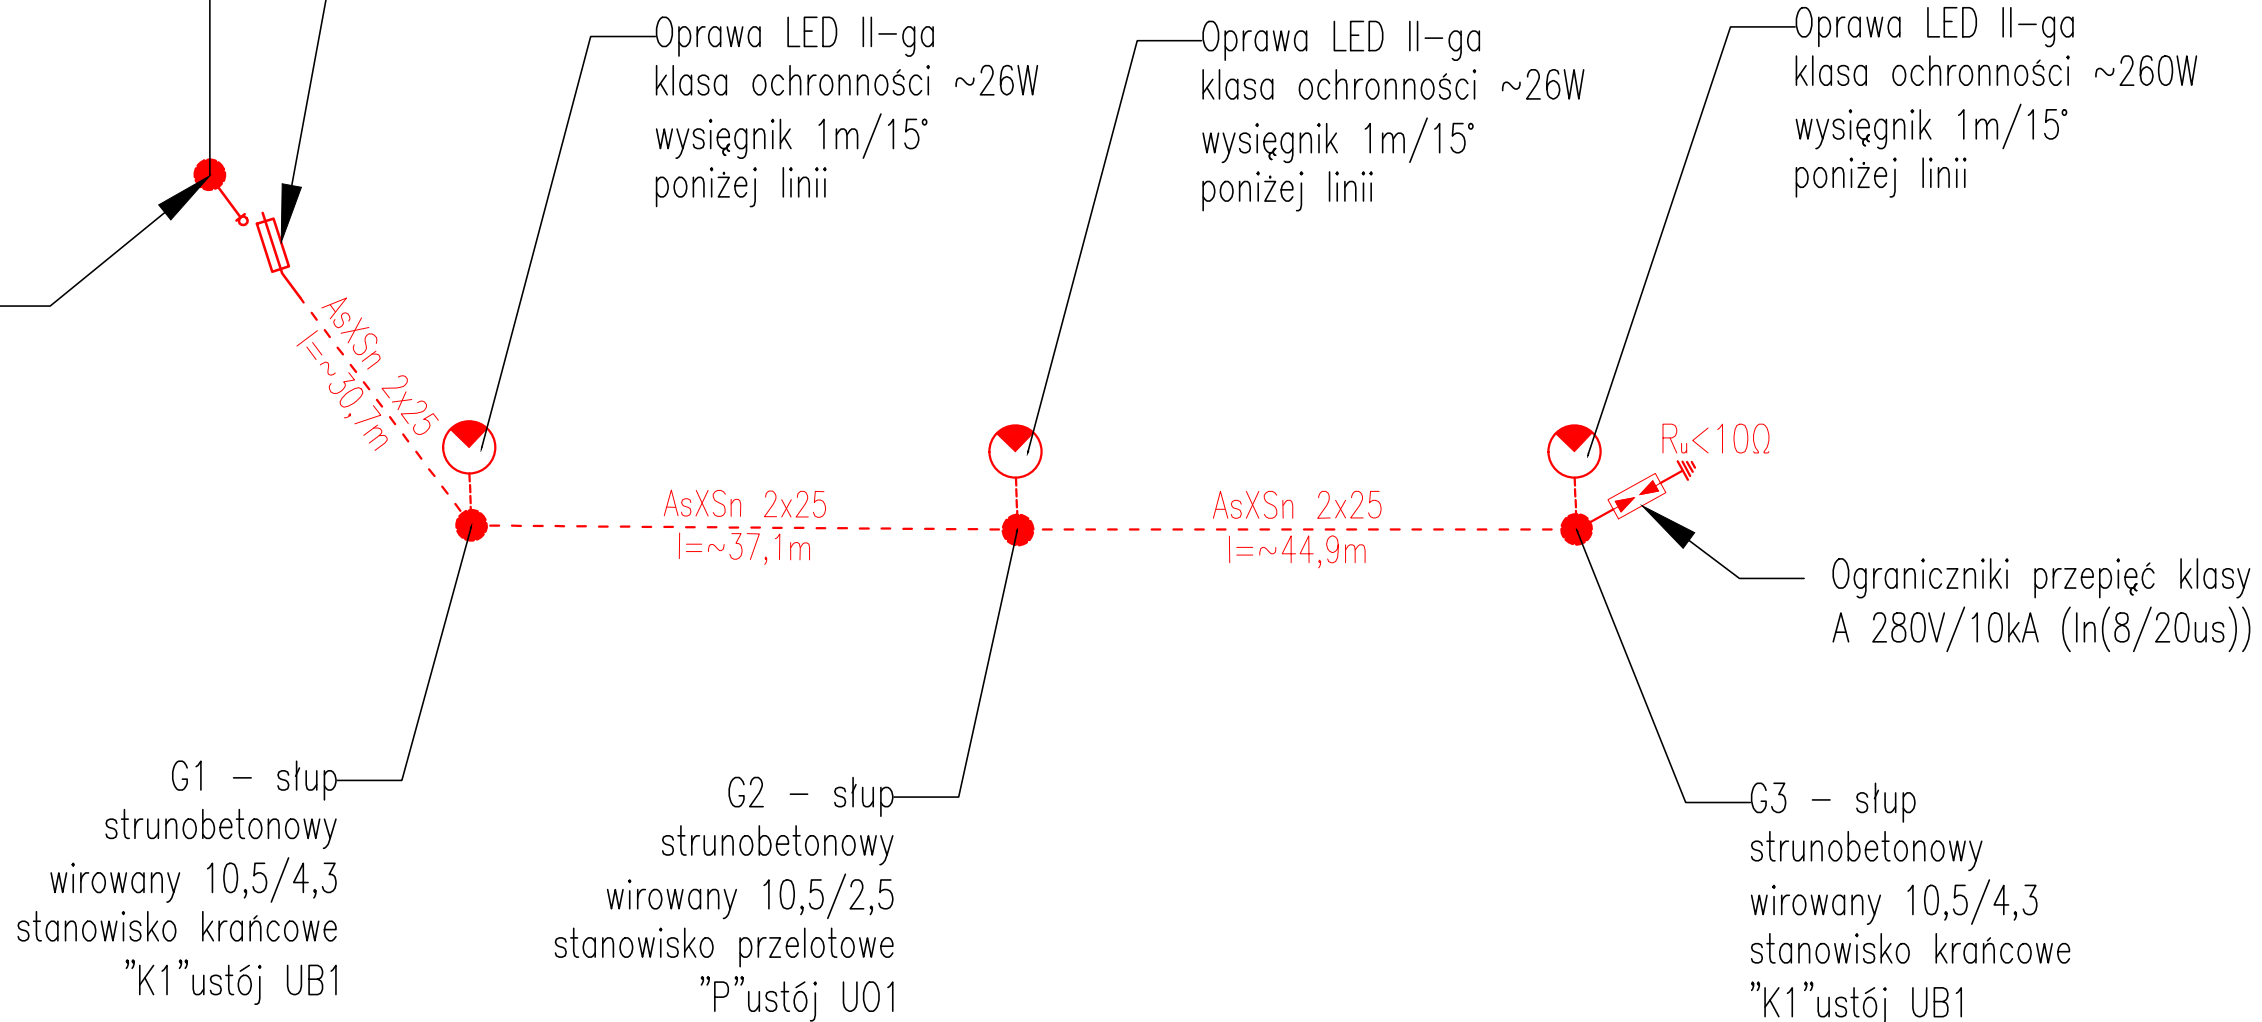 Oprawa LED II-ga
klasa ochronności ~26W
wysięgnik 1m/15°
poniżej linii
Oprawa LED II-ga
klasa ochronności ~26W
wysięgnik 1m/15°
poniżej linii
Oprawa LED II-ga
klasa ochronności ~260W
wysięgnik 1m/15°
poniżej linii
AsXSn 2x25
l=~30,7m
AsXSn 2x25
l=~37,1m
AsXSn 2x25
l=~44,9m
Ru<10Ω
Ograniczniki przepięć klasy
A 280V/10kA (In(8/20us))
G1 - słup
strunobetonowy
wirowany 10,5/4,3
stanowisko krańcowe
"K1"ustój UB1
G2 - słup
strunobetonowy
wirowany 10,5/2,5
stanowisko przelotowe
"P"ustój UO1
G3 - słup
strunobetonowy
wirowany 10,5/4,3
stanowisko krańcowe
"K1"ustój UB1